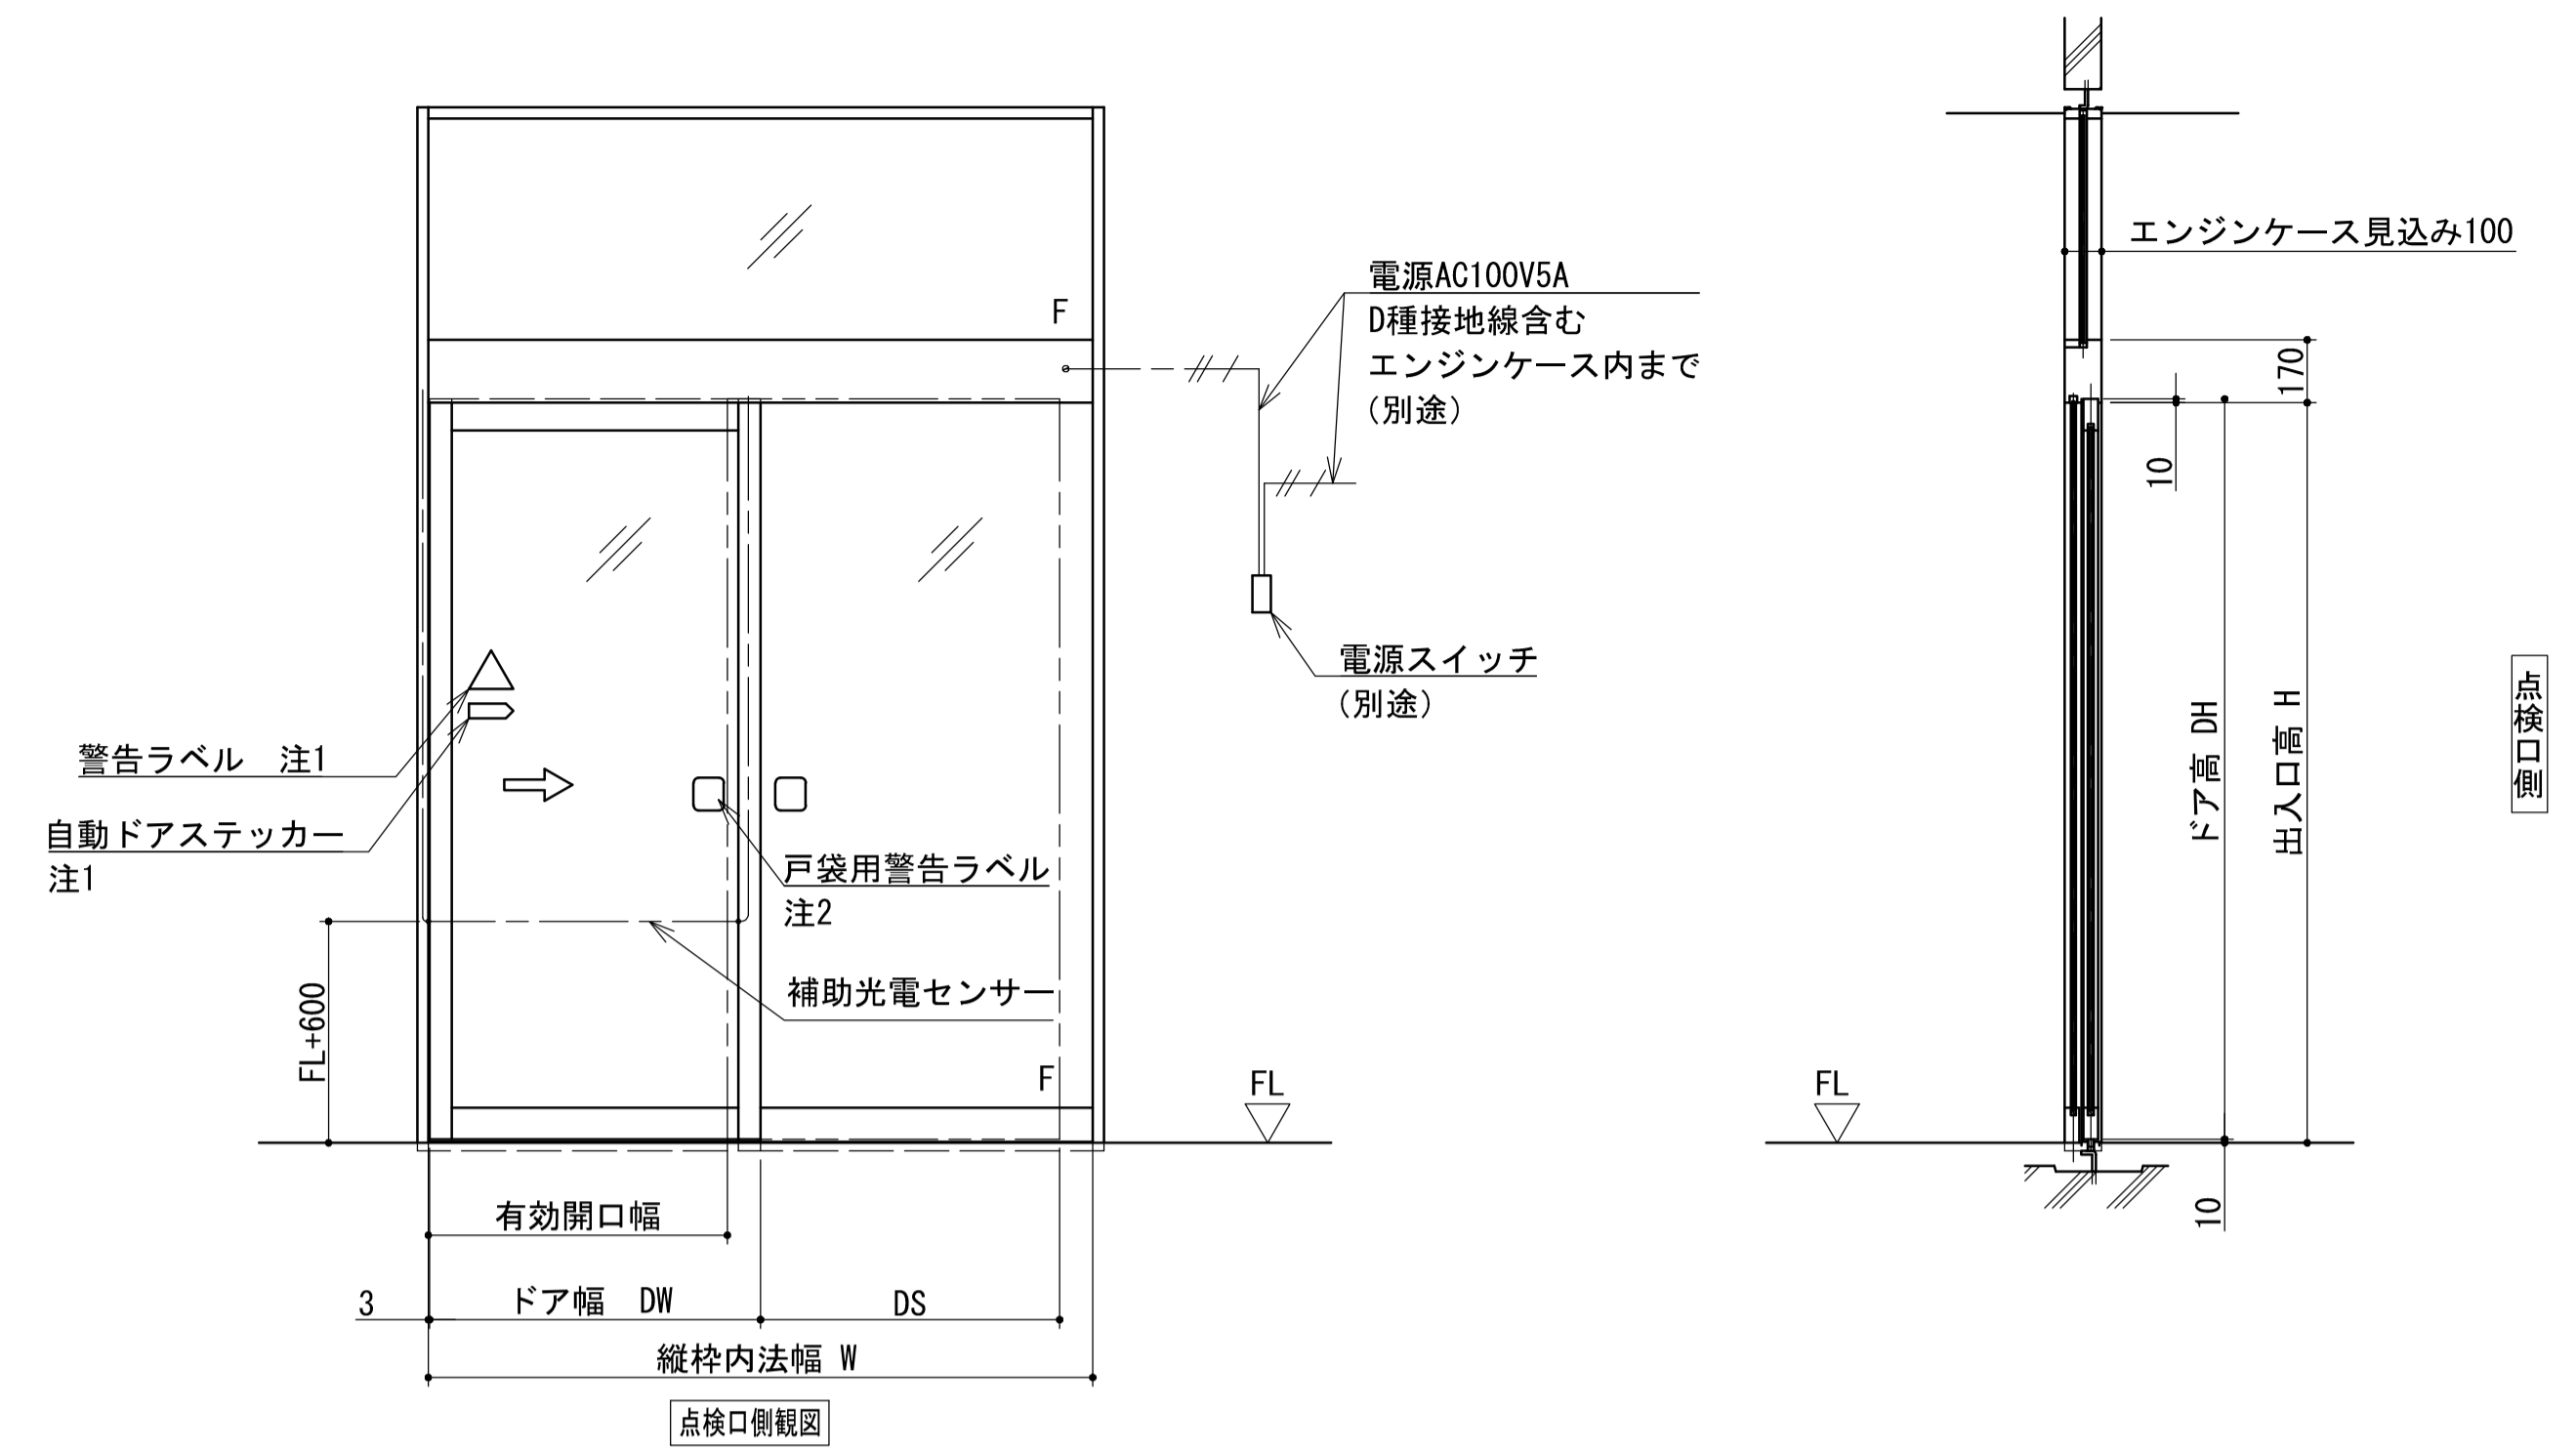 エンジンケース見込み100
電源AC100V5A
D種接地線含む
エンジンケース内まで
(別途)
F
170
10
電源スイッチ
(別途)
警告ラベル　注1
自動ドアステッカー
注1
戸袋用警告ラベル
注2
補助光電センサー
FL+600
F
FL
FL
ドア高 DH
出入口高 H
点検口側
10
有効開口幅
3
ドア幅　DW
DS
縦枠内法幅 W
点検口側観図